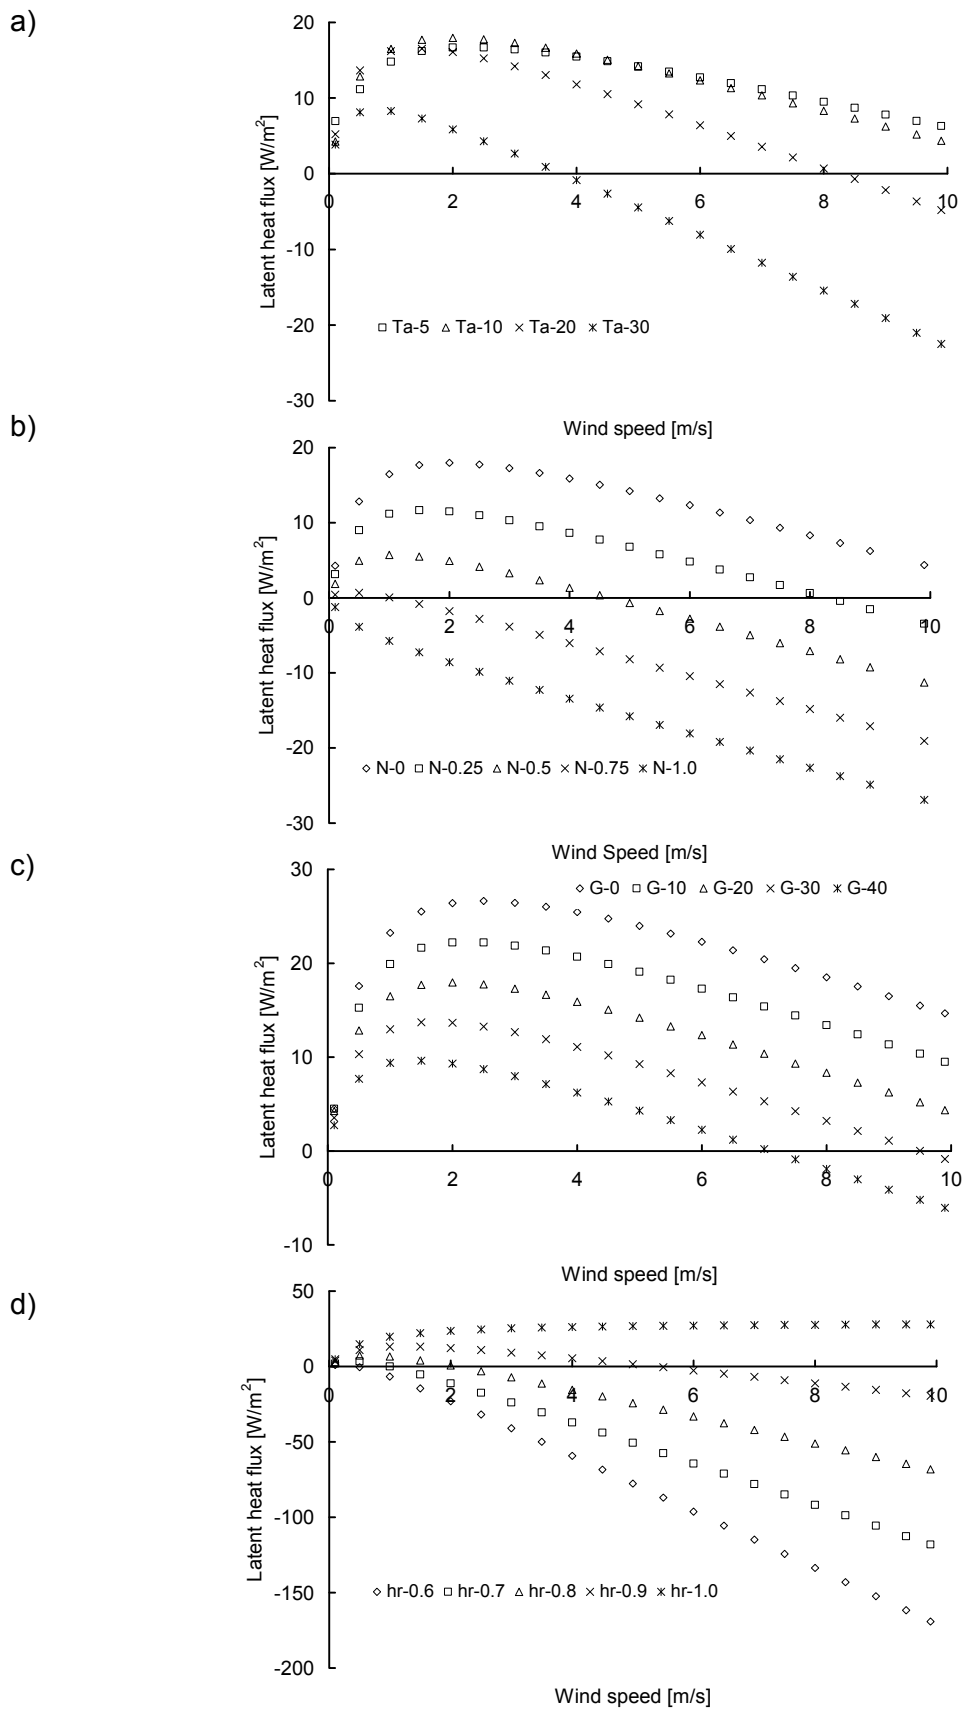 a)
20
10
0
-10
-20
-30
0 2 4 6 8 10
Latent heat flux [W/m²]
Ta-5 Ta-10 Ta-20 Ta-30
Wind speed [m/s]
b)
20
10
0
-10
-20
-30
0 2 4 6 8 10
Latent heat flux [W/m²]
N-0 N-0.25 N-0.5 N-0.75 N-1.0
Wind Speed [m/s]
c)
30
20
10
0
-10
0 2 4 6 8 10
Latent heat flux [W/m²]
G-0 G-10 G-20 G-30 G-40
Wind speed [m/s]
d)
50
0
-50
-100
-150
-200
0 2 4 6 8 10
Latent heat flux [W/m²]
hr-0.6 hr-0.7 hr-0.8 hr-0.9 hr-1.0
Wind speed [m/s]